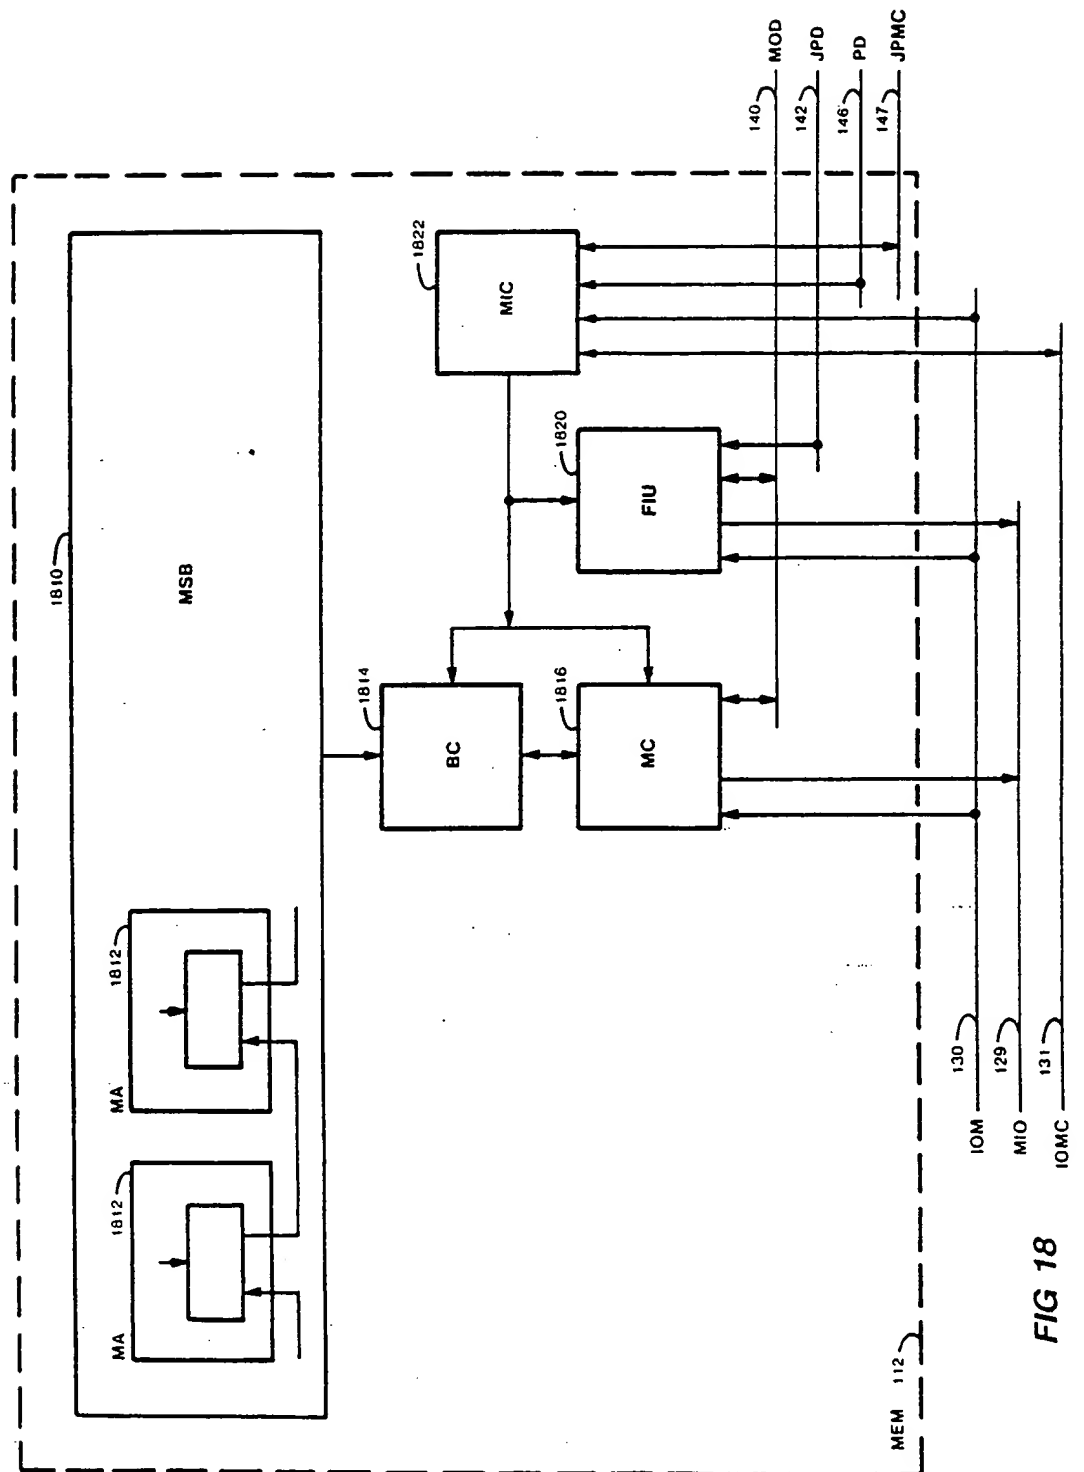 1810
MSB
MA
1812
MA
1812
1822
MIC
1820
FIU
1814
BC
1816
MC
140
MOD
142
JPD
146
PD
147
JPMC
IOM
130
MIO
129
IOMC
131
MEM 112
FIG 18